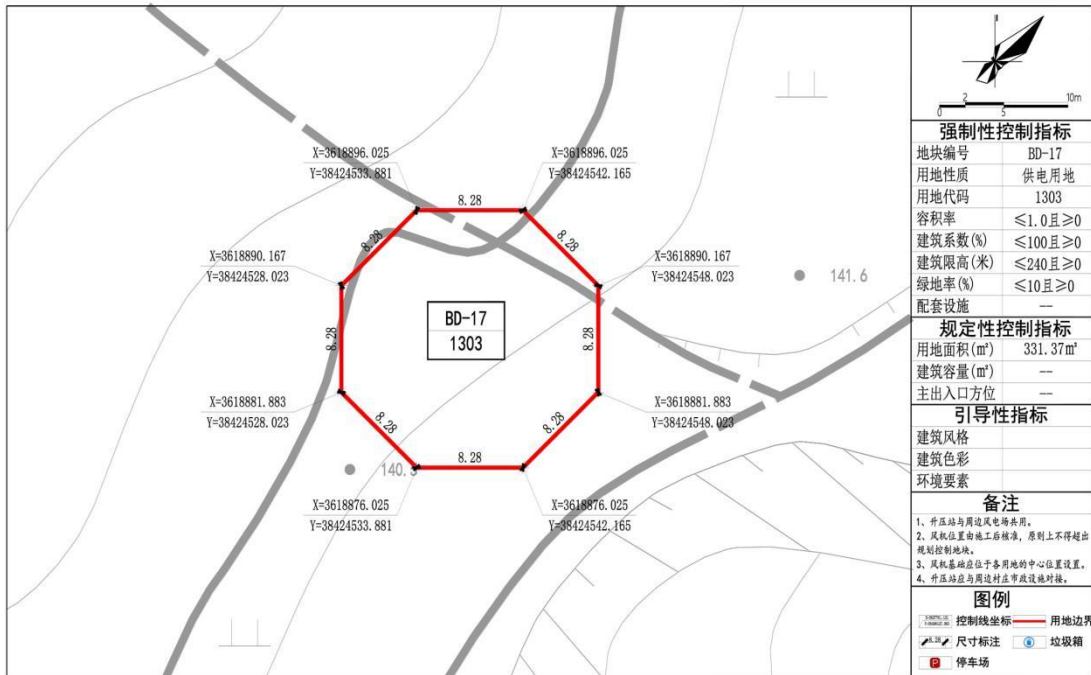 X=3618896.025
Y=38424533.881
X=3618896.025
Y=38424542.165
8.28
8.28
8.28
X=3618890.167
Y=38424528.023
X=3618890.167
Y=38424548.023
141.6
BD-17
1303
8.28
8.28
X=3618881.883
Y=38424528.023
X=3618881.883
Y=38424548.023
8.28
8.28
8.28
140.
X=3618876.025
Y=38424533.881
X=3618876.025
Y=38424542.165
0 2 5 10m
强制性控制指标
地块编号 BD-17
用地性质 供电用地
用地代码 1303
容积率 ≤1.0且≥0
建筑系数(%) ≤100且≥0
建筑限高(米) ≤240且≥0
绿地率(%) ≤10且≥0
配套设施 --
规定性控制指标
用地面积(㎡) 331.37㎡
建筑容量(㎡) --
主出入口方位 --
引导性指标
建筑风格
建筑色彩
环境要素
备注
1、升压站与周边风电场共用。
2、风机位置由施工后核准，原则上不得超出
规划控制地块。
3、风机基础应位于各用地的中心位置设置。
4、升压站应与周边村庄市政设施对接。
图例
控制线坐标 用地边界
8.28 尺寸标注 垃圾箱
P 停车场